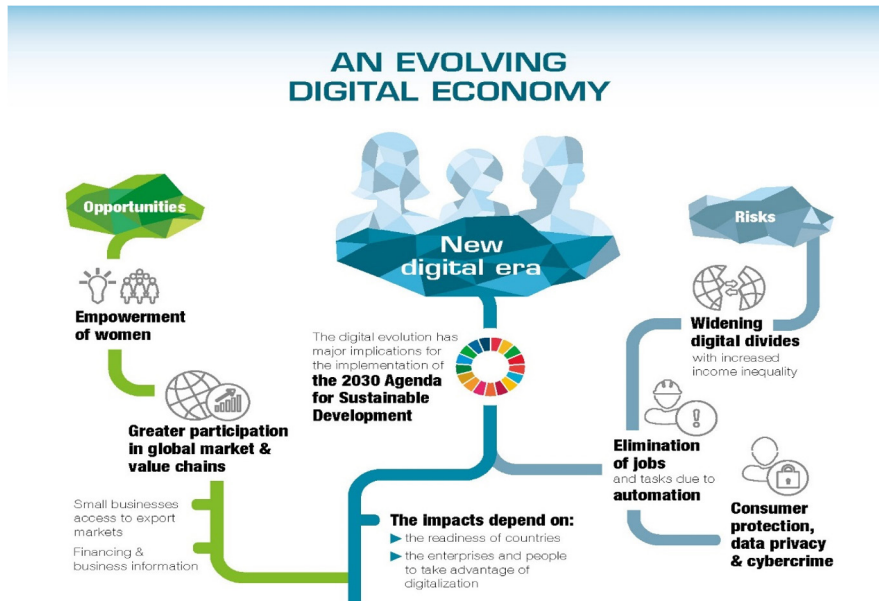 AN EVOLVING
DIGITAL ECONOMY
Opportunities
New
digital era
Risks
Empowerment
of women
Greater participation
in global market &
value chains
Small businesses
access to export
markets
Financing &
business information
The digital evolution has
major implications for
the implementation of
the 2030 Agenda
for Sustainable
Development
The impacts depend on:
the readiness of countries
the enterprises and people
to take advantage of
digitalization
Widening
digital divides
with increased
income inequality
Elimination
of jobs
and tasks due to
automation
Consumer
protection,
data privacy
& cybercrime